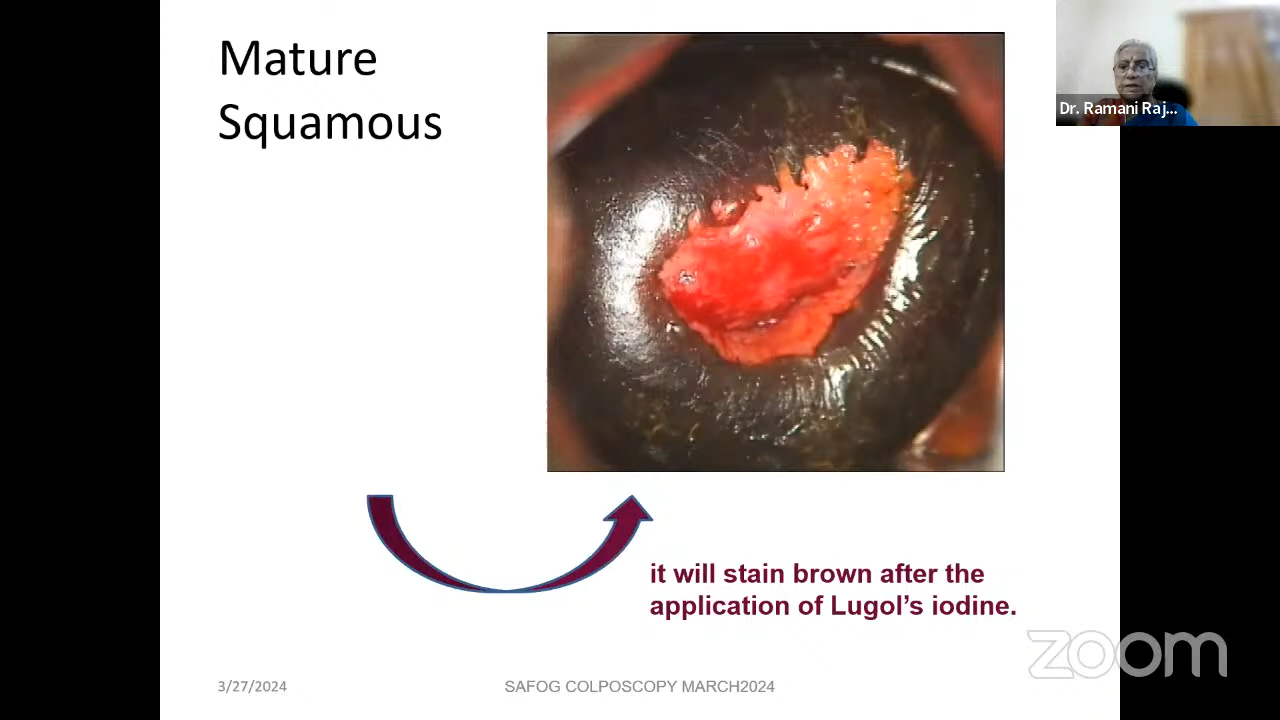 Mature
Squamous
Dr. Ramani Raj...
it will stain brown after the
application of Lugol’s iodine.
zoom
3/27/2024
SAFOG COLPOSCOPY MARCH2024